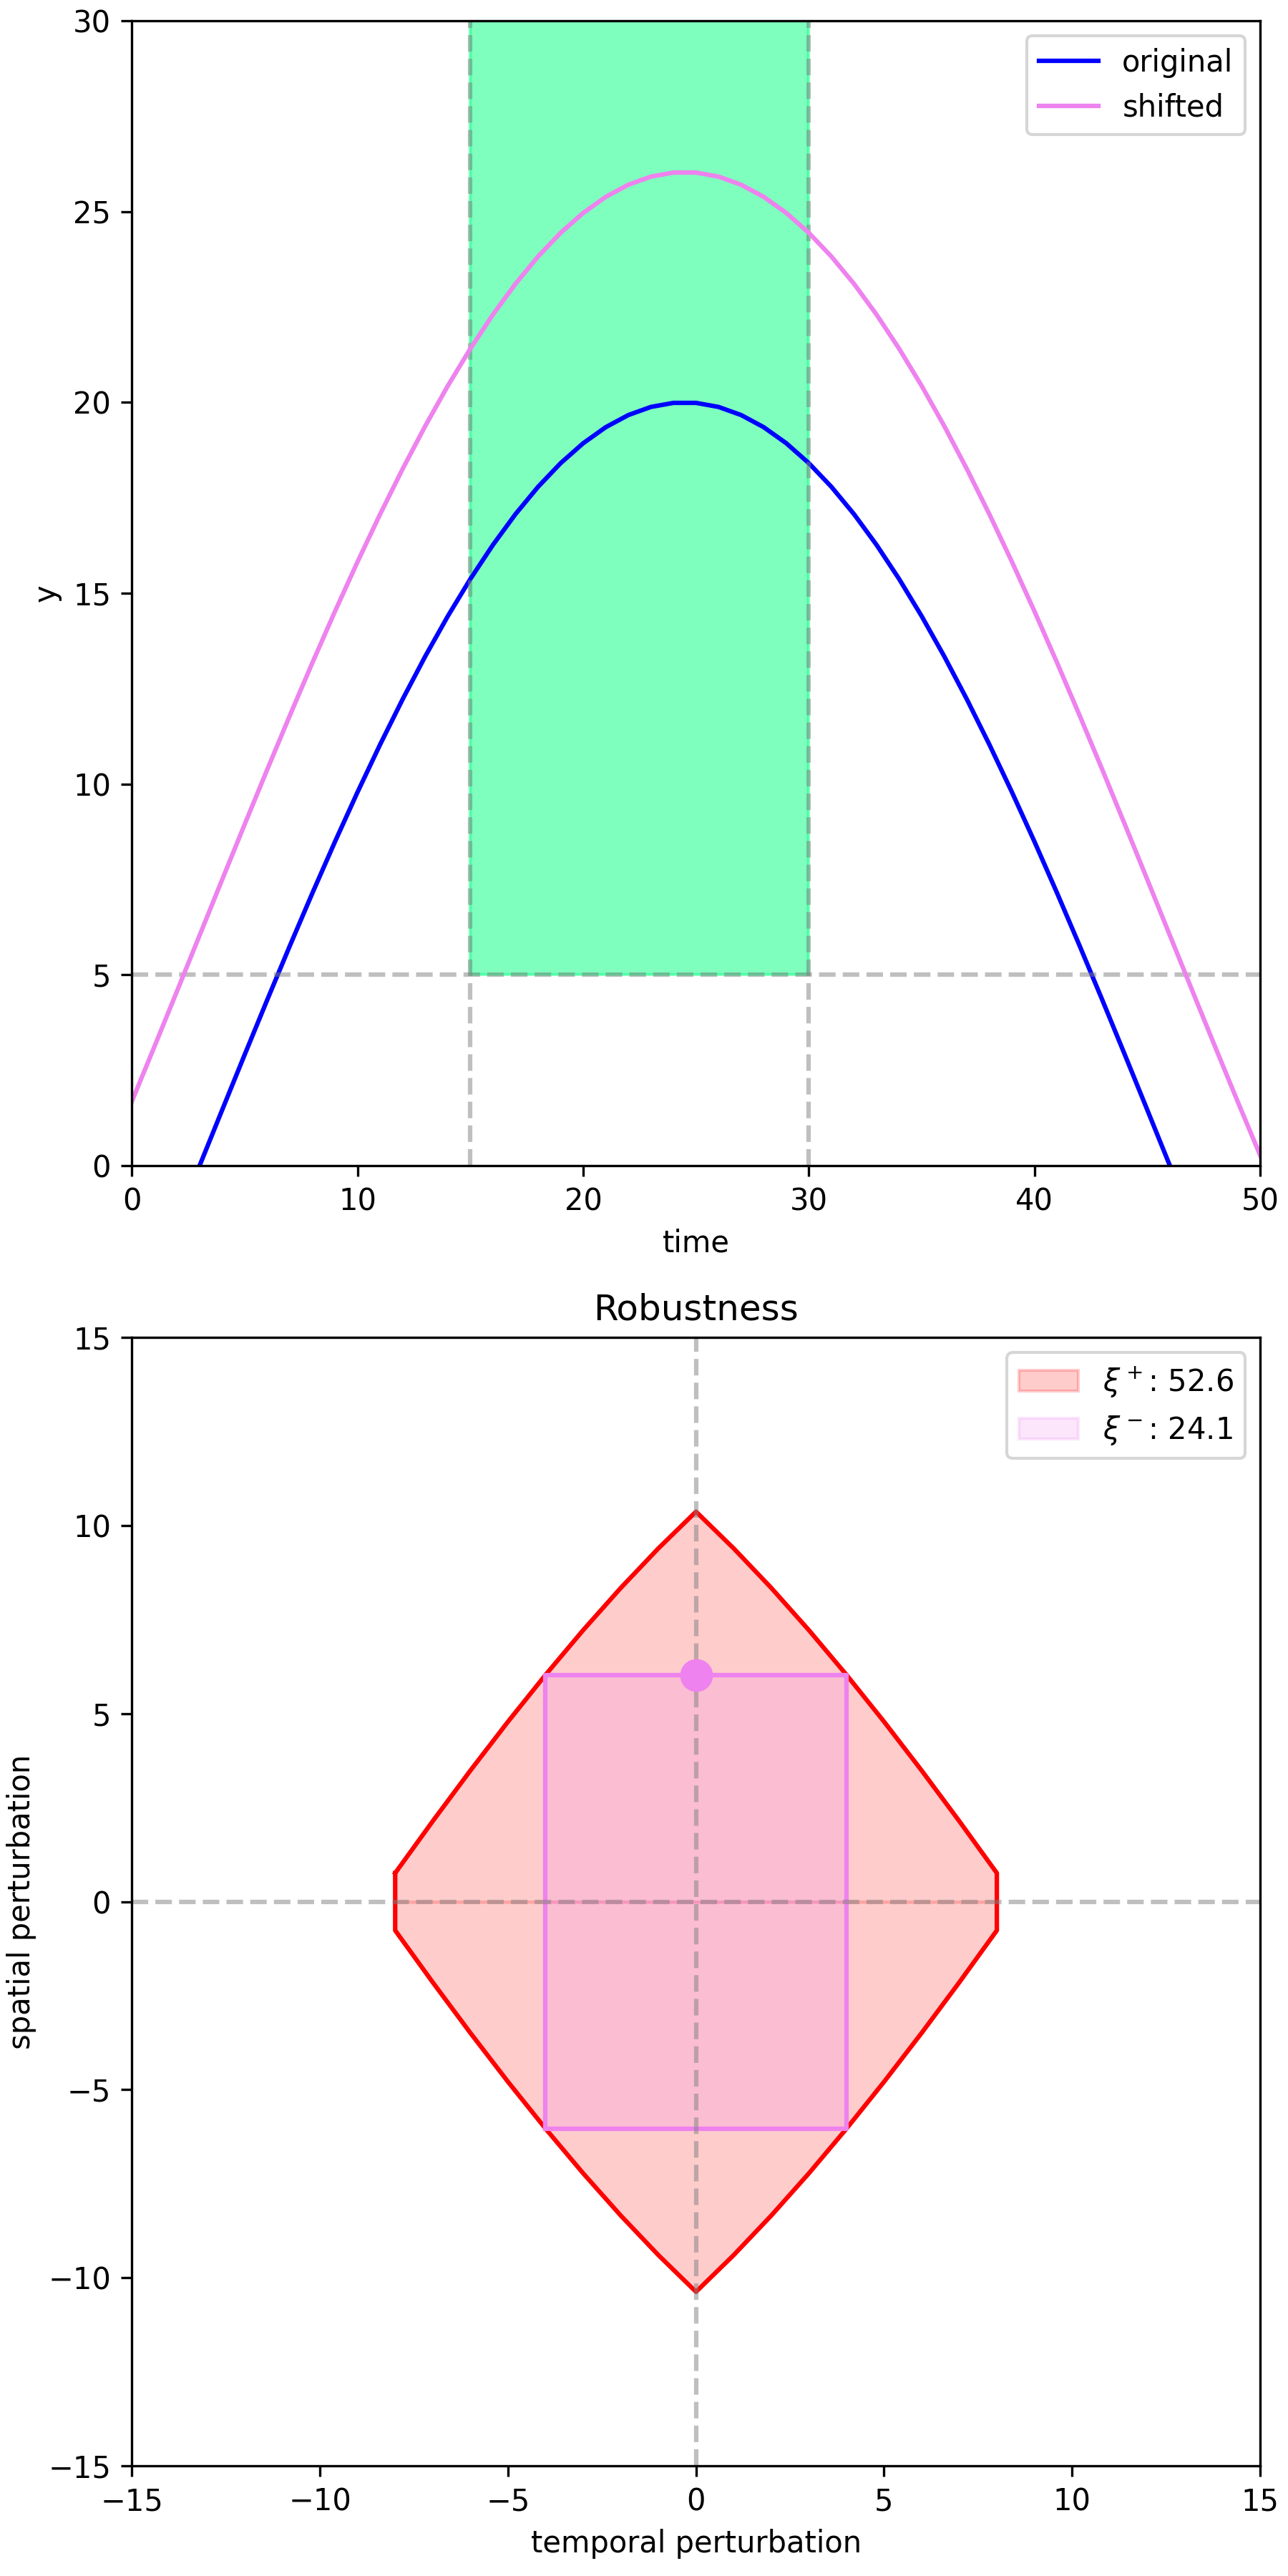 30
25
20
15
10
5
0
y
original
shifted
0 10 20 30 40 50
time
Robustness
15
10
5
0
−5
−10
−15
spatial perturbation
ξ⁺: 52.6
ξ⁻: 24.1
−15 −10 −5 0 5 10 15
temporal perturbation